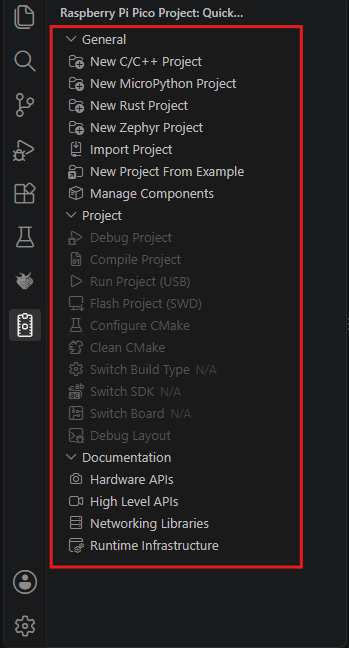 Raspberry Pi Pico Project: Quick...
General
New C/C++ Project
New MicroPython Project
New Rust Project
New Zephyr Project
Import Project
New Project From Example
Manage Components
Project
Debug Project
Compile Project
Run Project (USB)
Flash Project (SWD)
Configure CMake
Clean CMake
Switch Build Type N/A
Switch SDK N/A
Switch Board N/A
Debug Layout
Documentation
Hardware APIs
High Level APIs
Networking Libraries
Runtime Infrastructure